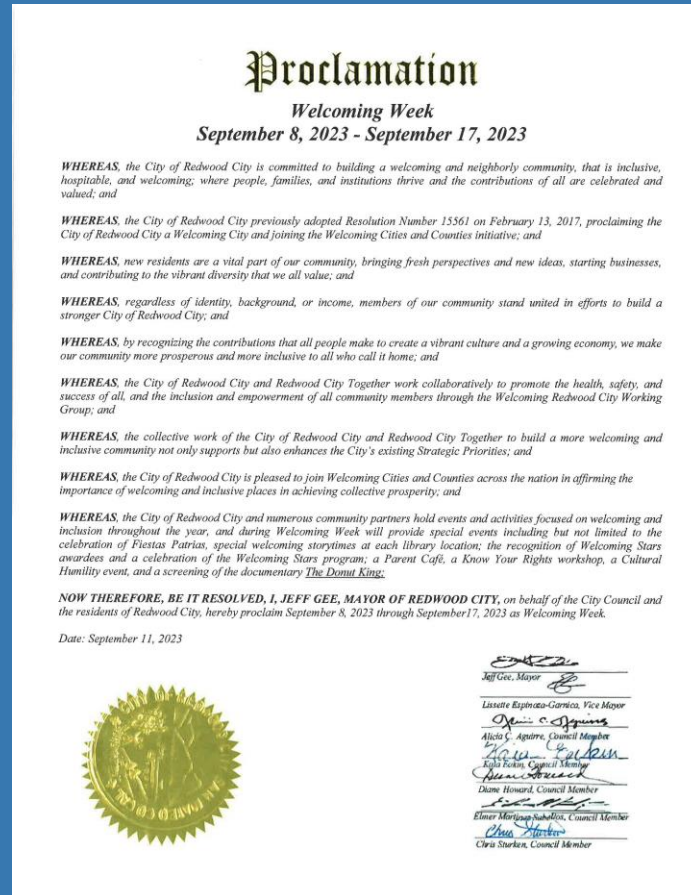 Proclamation
Welcoming Week
September 8, 2023 - September 17, 2023
WHEREAS, the City of Redwood City is committed to building a welcoming and neighborly community, that is inclusive,
hospitable, and welcoming; where people, families, and institutions thrive and the contributions of all are celebrated and
valued; and
WHEREAS, the City of Redwood City previously adopted Resolution Number 15561 on February 13, 2017, proclaiming the
City of Redwood City a Welcoming City and joining the Welcoming Cities and Counties initiative; and
WHEREAS, new residents are a vital part of our community, bringing fresh perspectives and new ideas, starting businesses,
and contributing to the vibrant diversity that we all value; and
WHEREAS, regardless of identity, background, or income, members of our community stand united in efforts to build a
stronger City of Redwood City; and
WHEREAS, by recognizing the contributions that all people make to create a vibrant culture and a growing economy, we make
our community more prosperous and more inclusive to all who call it home; and
WHEREAS, the City of Redwood City and Redwood City Together work collaboratively to promote the health, safety, and
success of all, and the inclusion and empowerment of all community members through the Welcoming Redwood City Working
Group; and
WHEREAS, the collective work of the City of Redwood City and Redwood City Together to build a more welcoming and
inclusive community not only supports but also enhances the City's existing Strategic Priorities; and
WHEREAS, the City of Redwood City is pleased to join Welcoming Cities and Counties across the nation in affirming the
importance of welcoming and inclusive places in achieving collective prosperity; and
WHEREAS, the City of Redwood City and numerous community partners hold events and activities focused on welcoming and
inclusion throughout the year, and during Welcoming Week will provide special events including but not limited to the
celebration of Fiestas Patrias, special welcoming storytimes at each library location; the recognition of Welcoming Stars
awardees and a celebration of the Welcoming Stars program; a Parent Café, a Know Your Rights workshop, a Cultural
Humility event, and a screening of the documentary The Donut King;
NOW THEREFORE, BE IT RESOLVED, I, JEFF GEE, MAYOR OF REDWOOD CITY, on behalf of the City Council and
the residents of Redwood City, hereby proclaim September 8, 2023 through September17, 2023 as Welcoming Week.
Date: September 11, 2023
Jeff Gee, Mayor
Lissette Espinoza-Garnica, Vice Mayor
Alicia C. Aguirre, Council Member
Kaia Eakin, Council Member
Diane Howard, Council Member
Elmer Martinez Saballos, Council Member
Chris Sturken
Chris Sturken, Council Member